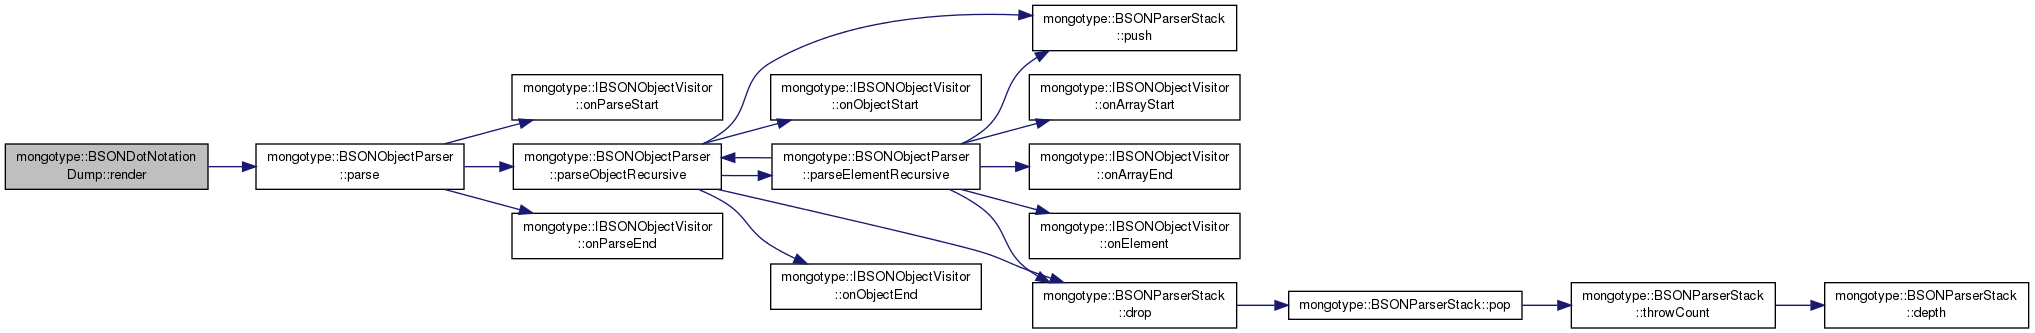 mongotype::BSONDotNotation
Dump::render
mongotype::BSONObjectParser
::parse
mongotype::IBSONObjectVisitor
::onParseStart
mongotype::BSONObjectParser
::parseObjectRecursive
mongotype::IBSONObjectVisitor
::onParseEnd
mongotype::IBSONObjectVisitor
::onObjectStart
mongotype::BSONObjectParser
::parseElementRecursive
mongotype::IBSONObjectVisitor
::onObjectEnd
mongotype::BSONParserStack
::push
mongotype::IBSONObjectVisitor
::onArrayStart
mongotype::IBSONObjectVisitor
::onArrayEnd
mongotype::IBSONObjectVisitor
::onElement
mongotype::BSONParserStack
::drop
mongotype::BSONParserStack::pop
mongotype::BSONParserStack
::throwCount
mongotype::BSONParserStack
::depth